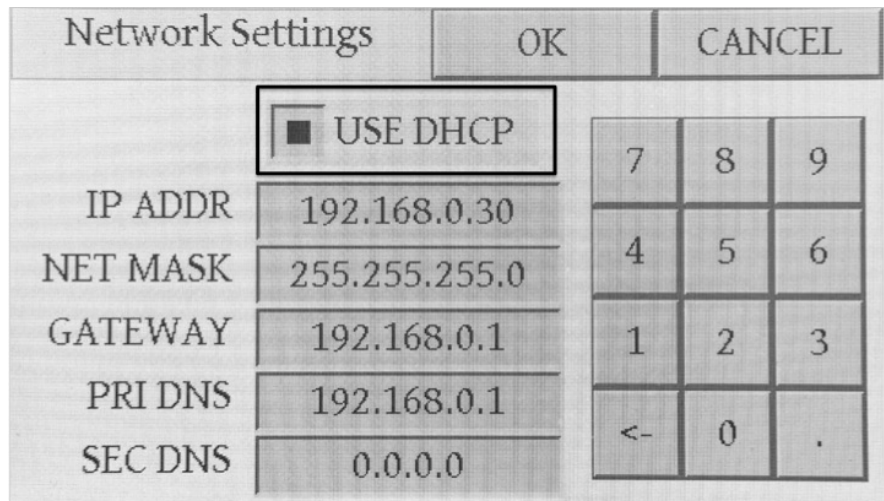 Network Settings OK CANCEL
USE DHCP
IP ADDR 192.168.0.30
NET MASK 255.255.255.0
GATEWAY 192.168.0.1
PRI DNS 192.168.0.1
SEC DNS 0.0.0.0
7 8 9
4 5 6
1 2 3
<- 0 .